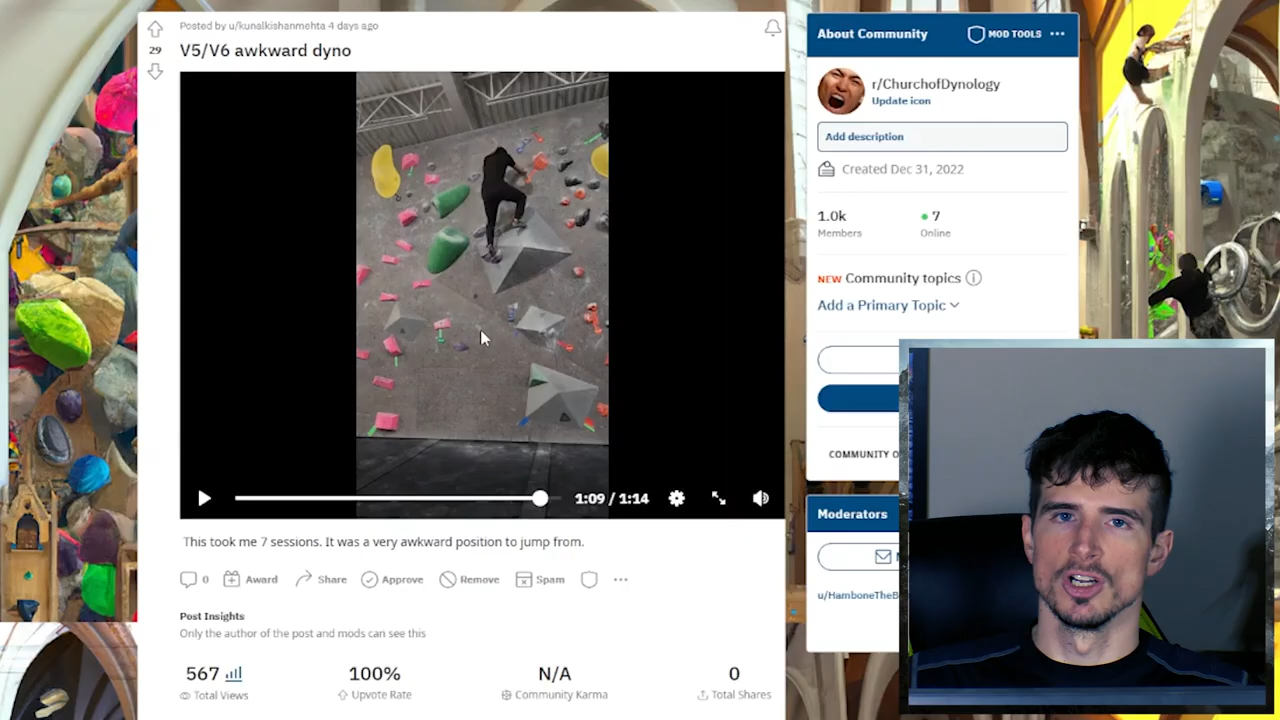 Posted by u/kunalkishanmehta 4 days ago
29
V5/V6 awkward dyno
1:09 / 1:14
This took me 7 sessions. It was a very awkward position to jump from.
0
Award
Share
Approve
Remove
Spam
Post Insights
Only the author of the post and mods can see this
567
Total Views
100%
Upvote Rate
N/A
Community Karma
0
Total Shares
About Community
MOD TOOLS
r/ChurchofDynology
Update icon
Add description
Created Dec 31, 2022
1.0k
Members
7
Online
NEW Community topics
Add a Primary Topic
COMMUNITY O
Moderators
u/HamboneTheB